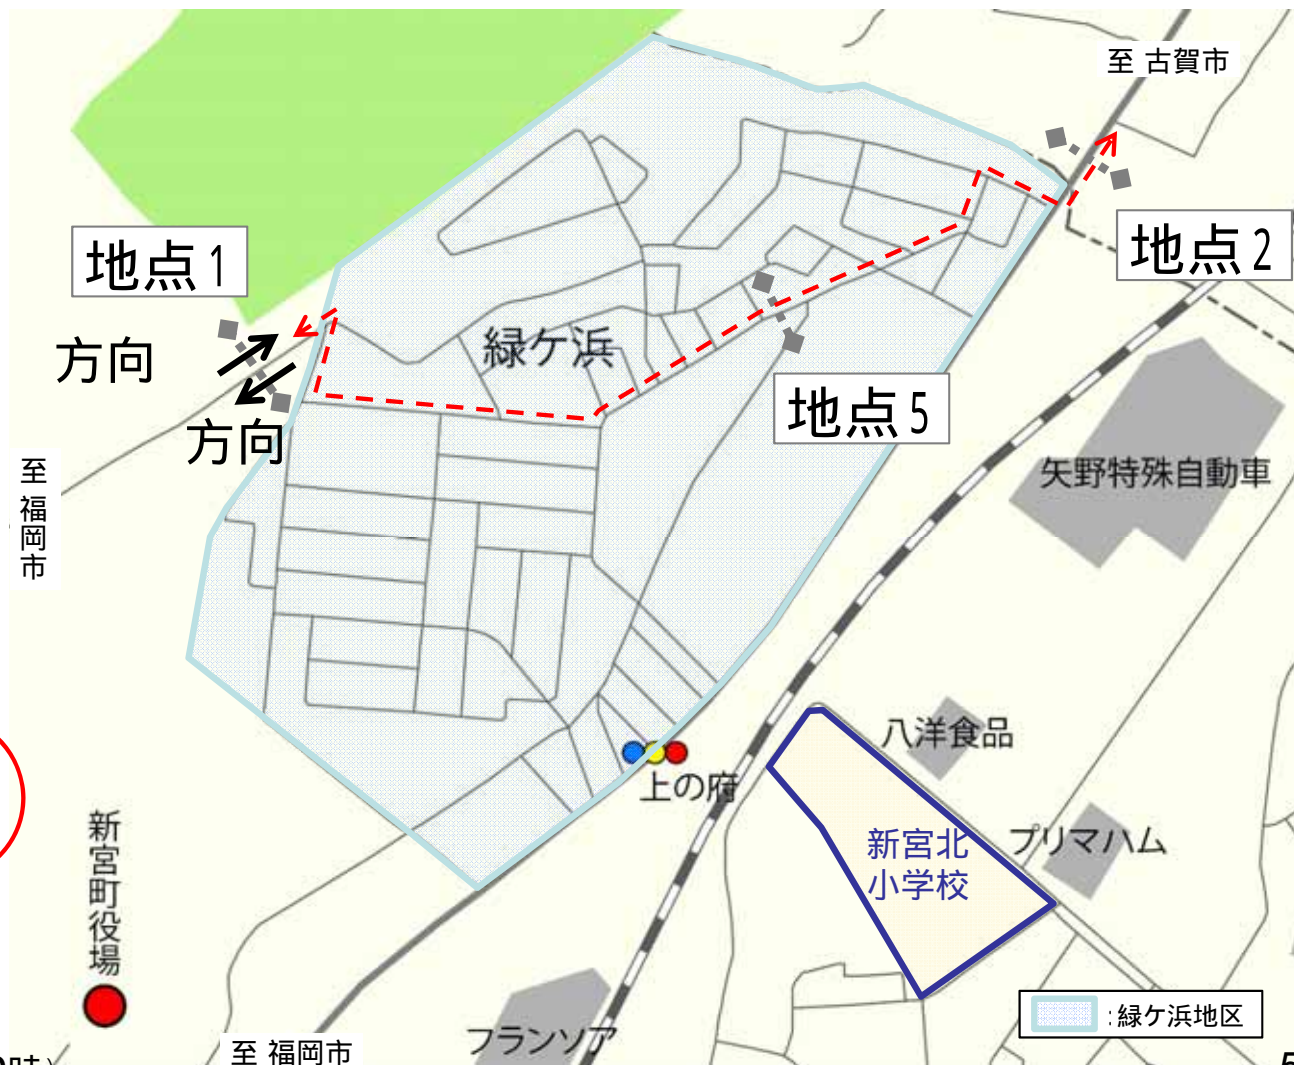 至 古賀市
地点1
地点2
方向
緑ケ浜
地点5
方向
矢野特殊自動車
至 福岡市
八洋食品
上の府
プリマハム
新宮北
小学校
新宮町役場
:緑ケ浜地区
フランソア
至 福岡市